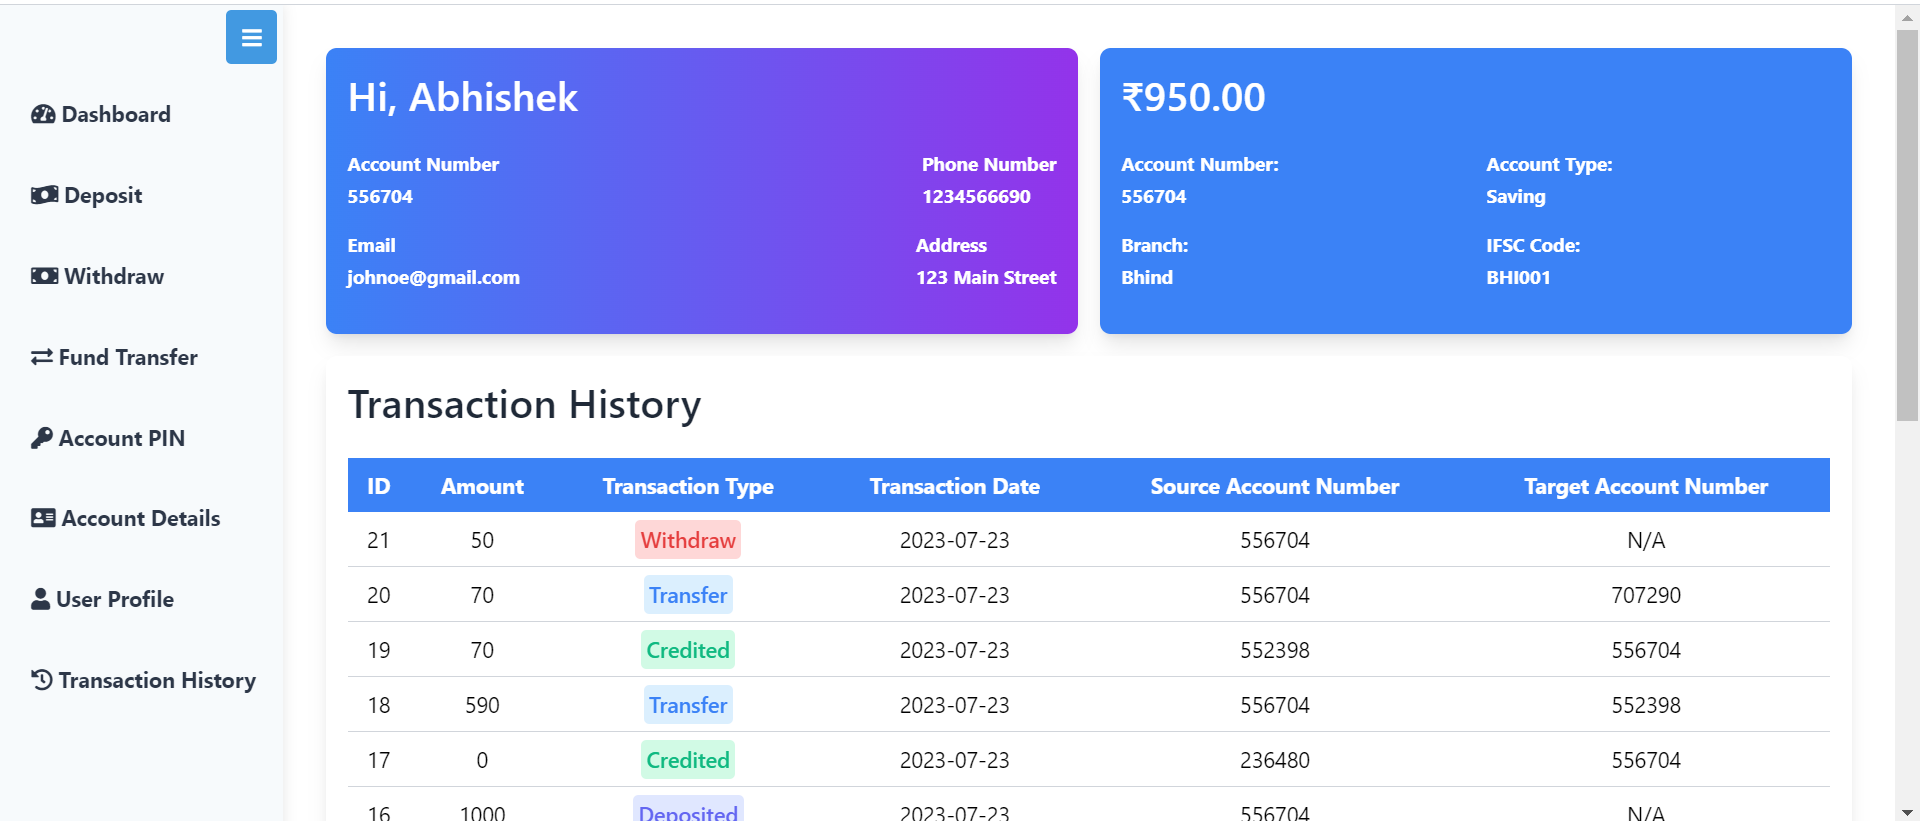 Dashboard
Deposit
Withdraw
Fund Transfer
Account PIN
Account Details
User Profile
Transaction History
Hi, Abhishek
Account Number Phone Number
556704 1234566690
Email Address
johnoe@gmail.com 123 Main Street
₹950.00
Account Number: Account Type:
556704 Saving
Branch: IFSC Code:
Bhind BHI001
Transaction History
ID Amount Transaction Type Transaction Date Source Account Number Target Account Number
21 50 Withdraw 2023-07-23 556704 N/A
20 70 Transfer 2023-07-23 556704 707290
19 70 Credited 2023-07-23 552398 556704
18 590 Transfer 2023-07-23 556704 552398
17 0 Credited 2023-07-23 236480 556704
16 1000 Deposited 2023-07-23 556704 N/A